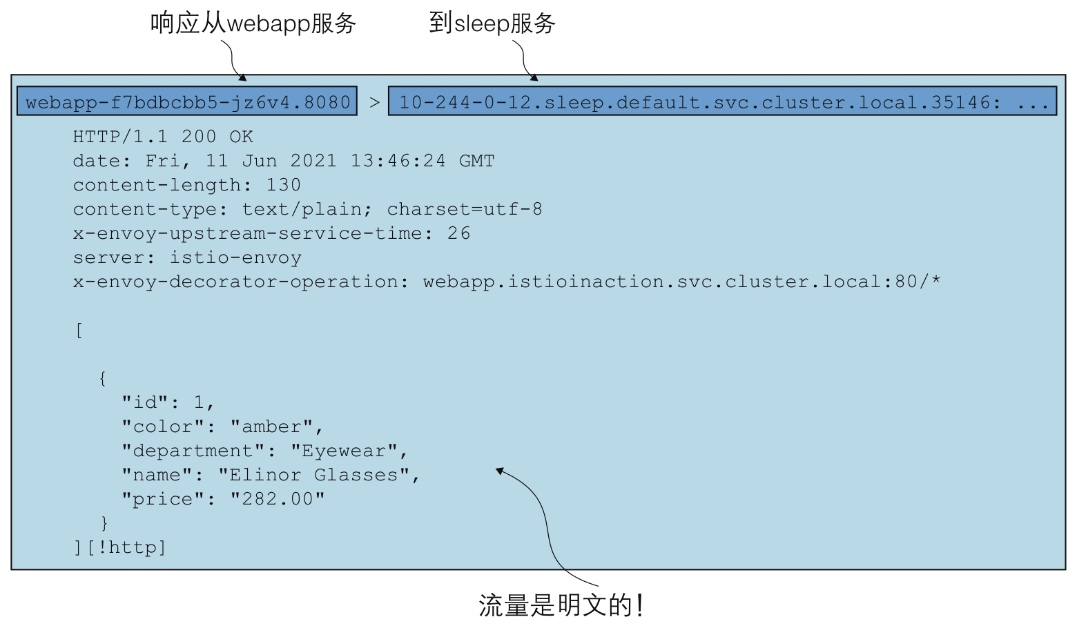 响应从webapp服务 到sleep服务
webapp-f7bdbcbb5-jz6v4.8080 > 10-244-0-12.sleep.default.svc.cluster.local.35146: ...
HTTP/1.1 200 OK
date: Fri, 11 Jun 2021 13:46:24 GMT
content-length: 130
content-type: text/plain; charset=utf-8
x-envoy-upstream-service-time: 26
server: istio-envoy
x-envoy-decorator-operation: webapp.istioinaction.svc.cluster.local:80/*
[
{
"id": 1,
"color": "amber",
"department": "Eyewear",
"name": "Elinor Glasses",
"price": "282.00"
}
][!http]
流量是明文的!